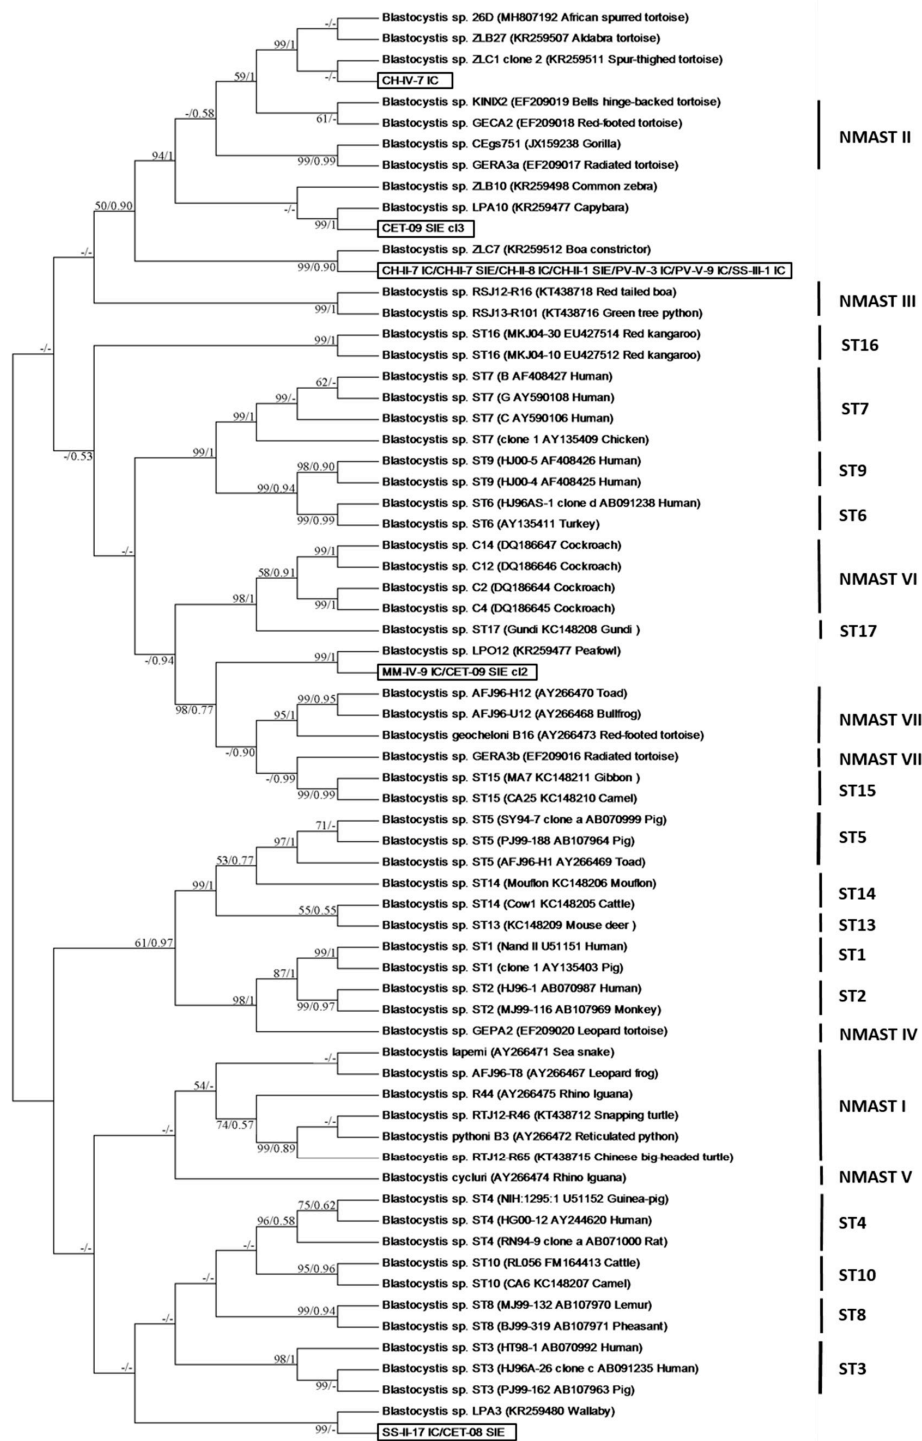 Blastocystis sp. 26D (MH807192 African spurred tortoise)
Blastocystis sp. ZLB27 (KR259507 Aldabra tortoise)
Blastocystis sp. ZLC1 clone 2 (KR259511 Spur-thighed tortoise)
CH-IV-7 IC
Blastocystis sp. KINIX2 (EF209019 Bells hinge-backed tortoise)
Blastocystis sp. GECA2 (EF209018 Red-footed tortoise)
Blastocystis sp. CEgs751 (JX159238 Gorilla)
Blastocystis sp. GERA3a (EF209017 Radiated tortoise)
NMAST II
Blastocystis sp. ZLB10 (KR259498 Common zebra)
Blastocystis sp. LPA10 (KR259477 Capybara)
CET-09 SIE cl3
Blastocystis sp. ZLC7 (KR259512 Boa constrictor)
CH-II-7 IC/CH-II-7 SIE/CH-II-8 IC/CH-II-1 SIE/PV-IV-3 IC/PV-V-9 IC/SS-III-1 IC
Blastocystis sp. RSJ12-R16 (KT438718 Red tailed boa)
Blastocystis sp. RSJ13-R101 (KT438716 Green tree python)
NMAST III
Blastocystis sp. ST16 (MKJ04-30 EU427514 Red kangaroo)
Blastocystis sp. ST16 (MKJ04-10 EU427512 Red kangaroo)
ST16
Blastocystis sp. ST7 (B AF408427 Human)
Blastocystis sp. ST7 (G AY590108 Human)
Blastocystis sp. ST7 (C AY590106 Human)
Blastocystis sp. ST7 (clone 1 AY135409 Chicken)
ST7
Blastocystis sp. ST9 (HJ00-5 AF408426 Human)
Blastocystis sp. ST9 (HJ00-4 AF408425 Human)
ST9
Blastocystis sp. ST6 (HJ96AS-1 clone d AB091238 Human)
Blastocystis sp. ST6 (AY135411 Turkey)
ST6
Blastocystis sp. C14 (DQ186647 Cockroach)
Blastocystis sp. C12 (DQ186646 Cockroach)
Blastocystis sp. C2 (DQ186644 Cockroach)
Blastocystis sp. C4 (DQ186645 Cockroach)
NMAST VI
Blastocystis sp. ST17 (Gundi KC148208 Gundi )
ST17
Blastocystis sp. LPO12 (KR259477 Peafowl)
MM-IV-9 IC/CET-09 SIE cl2
Blastocystis sp. AFJ96-H12 (AY266470 Toad)
Blastocystis sp. AFJ96-U12 (AY266468 Bullfrog)
Blastocystis geocheloni B16 (AY266473 Red-footed tortoise)
NMAST VII
Blastocystis sp. GERA3b (EF209016 Radiated tortoise)
NMAST VII
Blastocystis sp. ST15 (MA7 KC148211 Gibbon )
Blastocystis sp. ST15 (CA25 KC148210 Camel)
ST15
Blastocystis sp. ST5 (SY94-7 clone a AB070999 Pig)
Blastocystis sp. ST5 (PJ99-188 AB107964 Pig)
Blastocystis sp. ST5 (AFJ96-H1 AY266469 Toad)
ST5
Blastocystis sp. ST14 (Mouflon KC148206 Mouflon)
Blastocystis sp. ST14 (Cow1 KC148205 Cattle)
ST14
Blastocystis sp. ST13 (KC148209 Mouse deer )
ST13
Blastocystis sp. ST1 (Nand II U51151 Human)
Blastocystis sp. ST1 (clone 1 AY135403 Pig)
ST1
Blastocystis sp. ST2 (HJ96-1 AB070987 Human)
Blastocystis sp. ST2 (MJ99-116 AB107969 Monkey)
ST2
Blastocystis sp. GEPA2 (EF209020 Leopard tortoise)
NMAST IV
Blastocystis lapemi (AY266471 Sea snake)
Blastocystis sp. AFJ96-T8 (AY266467 Leopard frog)
Blastocystis sp. R44 (AY266475 Rhino Iguana)
Blastocystis sp. RTJ12-R46 (KT438712 Snapping turtle)
Blastocystis pythoni B3 (AY266472 Reticulated python)
Blastocystis sp. RTJ12-R65 (KT438715 Chinese big-headed turtle)
NMAST I
Blastocystis cycluri (AY266474 Rhino Iguana)
NMAST V
Blastocystis sp. ST4 (NIH:1295:1 U51152 Guinea-pig)
Blastocystis sp. ST4 (HG00-12 AY244620 Human)
Blastocystis sp. ST4 (RN94-9 clone a AB071000 Rat)
ST4
Blastocystis sp. ST10 (RL056 FM164413 Cattle)
Blastocystis sp. ST10 (CA6 KC148207 Camel)
ST10
Blastocystis sp. ST8 (MJ99-132 AB107970 Lemur)
Blastocystis sp. ST8 (BJ99-319 AB107971 Pheasant)
ST8
Blastocystis sp. ST3 (HT98-1 AB070992 Human)
Blastocystis sp. ST3 (HJ96A-26 clone c AB091235 Human)
Blastocystis sp. ST3 (PJ99-162 AB107963 Pig)
ST3
Blastocystis sp. LPA3 (KR259480 Wallaby)
SS-II-17 IC/CET-08 SIE
-/-
99/1
-/-
59/1
-/0.58
61/-
94/1
99/0.99
50/0.90
-/-
99/1
-/-
99/0.90
99/1
-/-
99/1
62/-
99/-
99/1
-/0.53
99/1
98/0.90
99/0.94
99/0.99
-/-
99/1
58/0.91
98/1
99/1
-/0.94
99/1
98/0.77
99/0.95
95/1
-/0.90
-/0.99
99/0.99
71/-
97/1
53/0.77
99/1
55/0.55
61/0.97
99/1
87/1
98/1
99/0.97
-/-
54/-
74/0.57
-/-
99/0.89
-/-
75/0.62
96/0.58
-/-
95/0.96
-/-
99/0.94
-/-
98/1
99/-
-/-
99/-